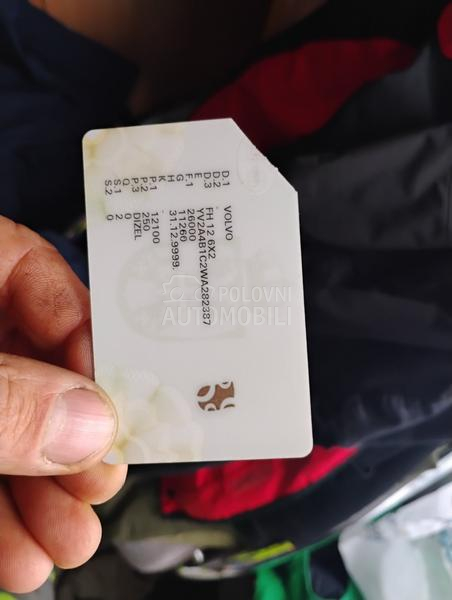 D.1 VOLVO
D.2
D.3 FH 12 6X2
E YV2A4B1C2WA282387
F.1 26000
G 11260
H 31.12.9999.
K
P.1 12100
P.2 250
P.3 DIZEL
Q 0
S.1 2
S.2 0
POLOVNI
AUTOMOBILI